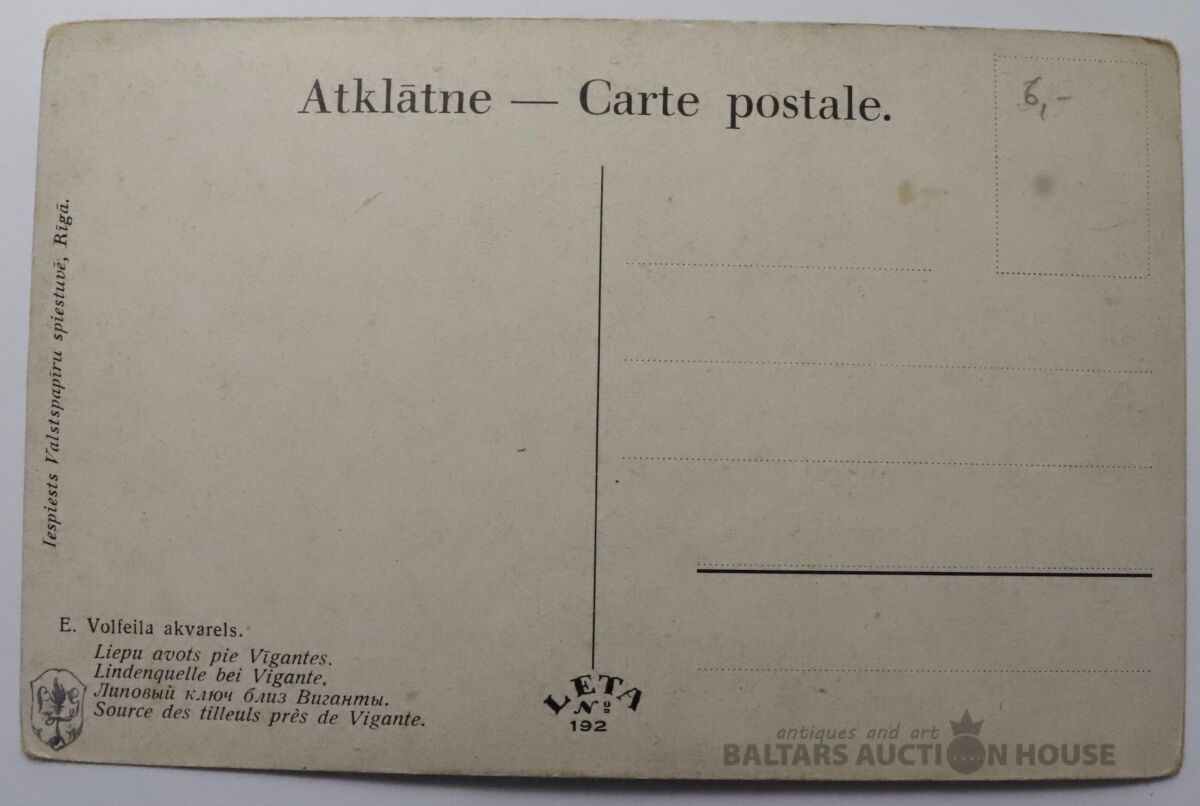 Atklātne — Carte postale.
6,-
Iespiests Valstspapīru spiestuvē, Rīgā.
E. Volfeila akvarels.
Liepu avots pie Vīgantes.
Lindenquelle bei Vigante.
Липовый ключ близ Виганты.
Source des tilleuls près de Vigante.
LETA
№
192
antiques and art
BALTARS AUCTION HOUSE